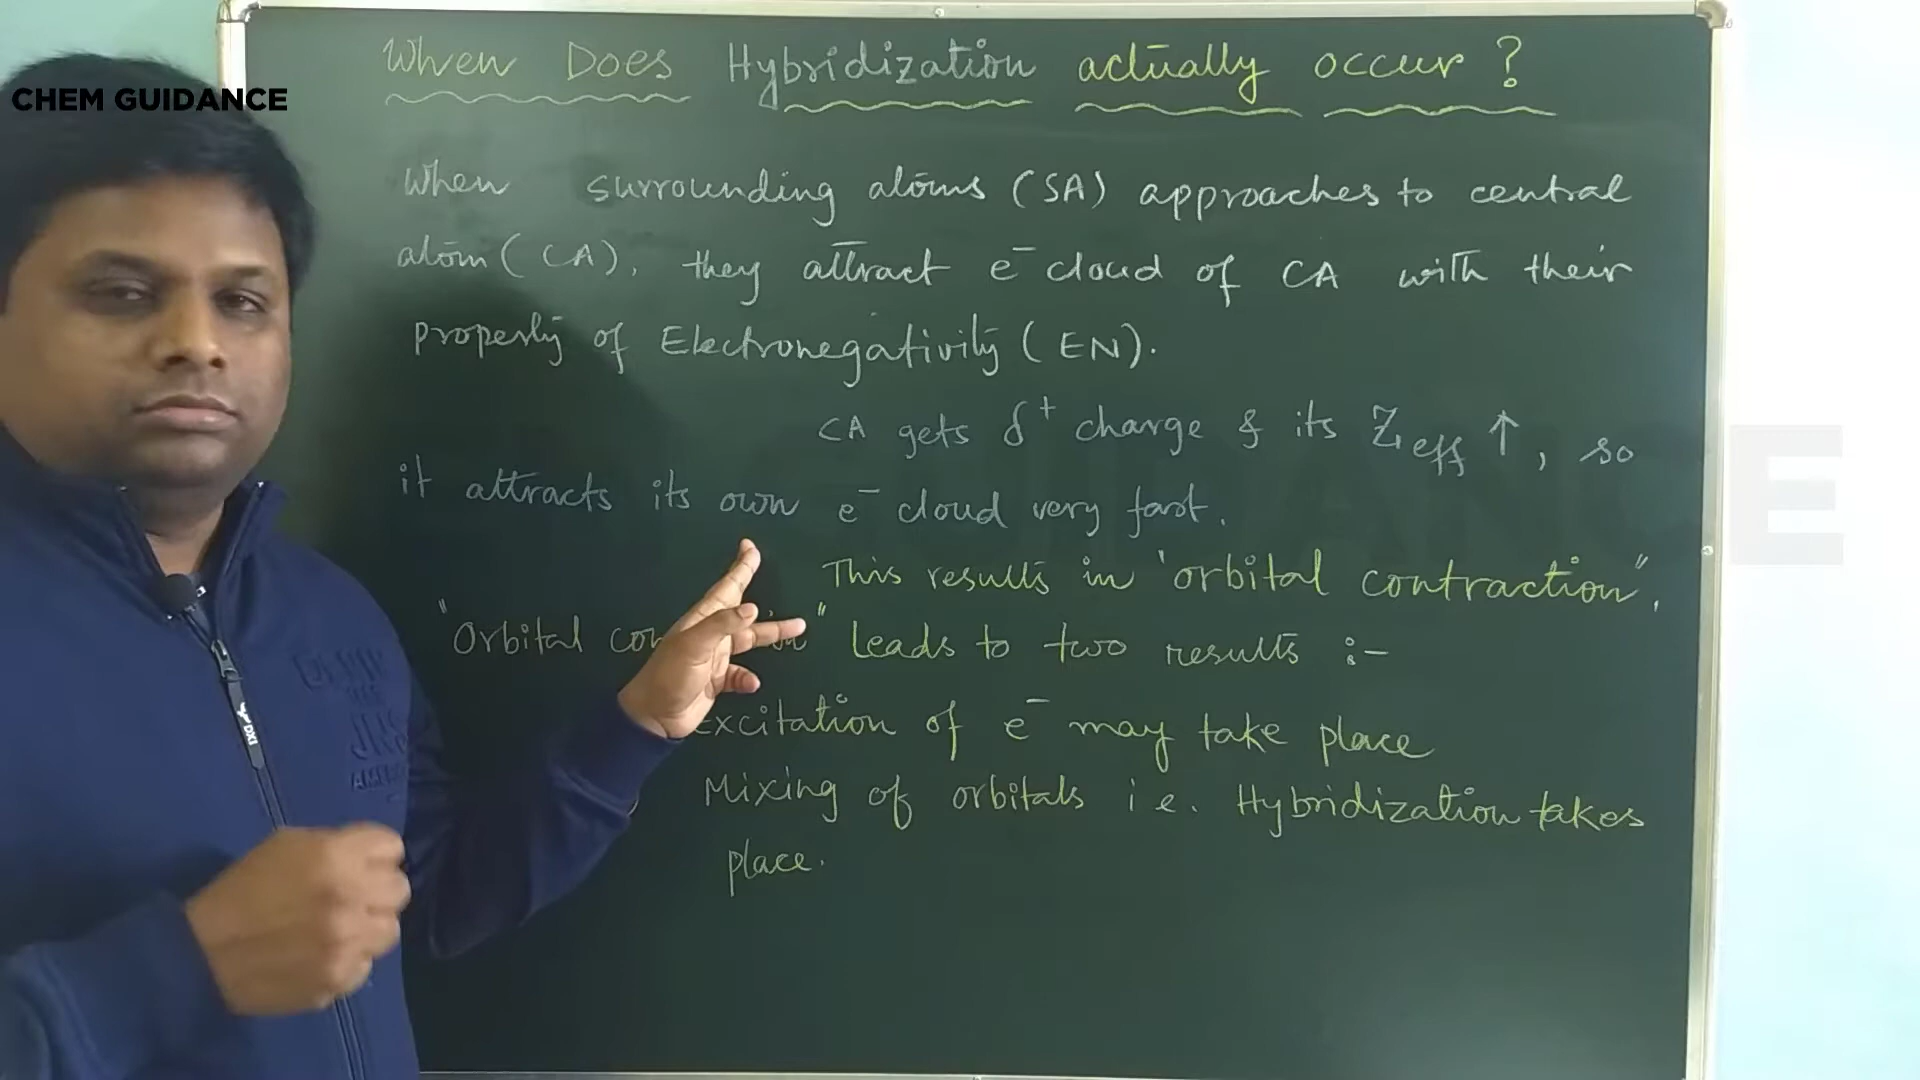 CHEM GUIDANCE
When Does Hybridization actually occur ?
When surrounding atoms (SA) approaches to central
atom (CA), they attract e⁻ cloud of CA with their
property of Electronegativity (EN).
CA gets δ⁺ charge & its Zeff ↑, so
it attracts its own e⁻ cloud very fast.
This results in "orbital contraction".
"Orbital " leads to two results :-
Excitation of e⁻ may take place
Mixing of orbitals i.e. Hybridization takes
place.